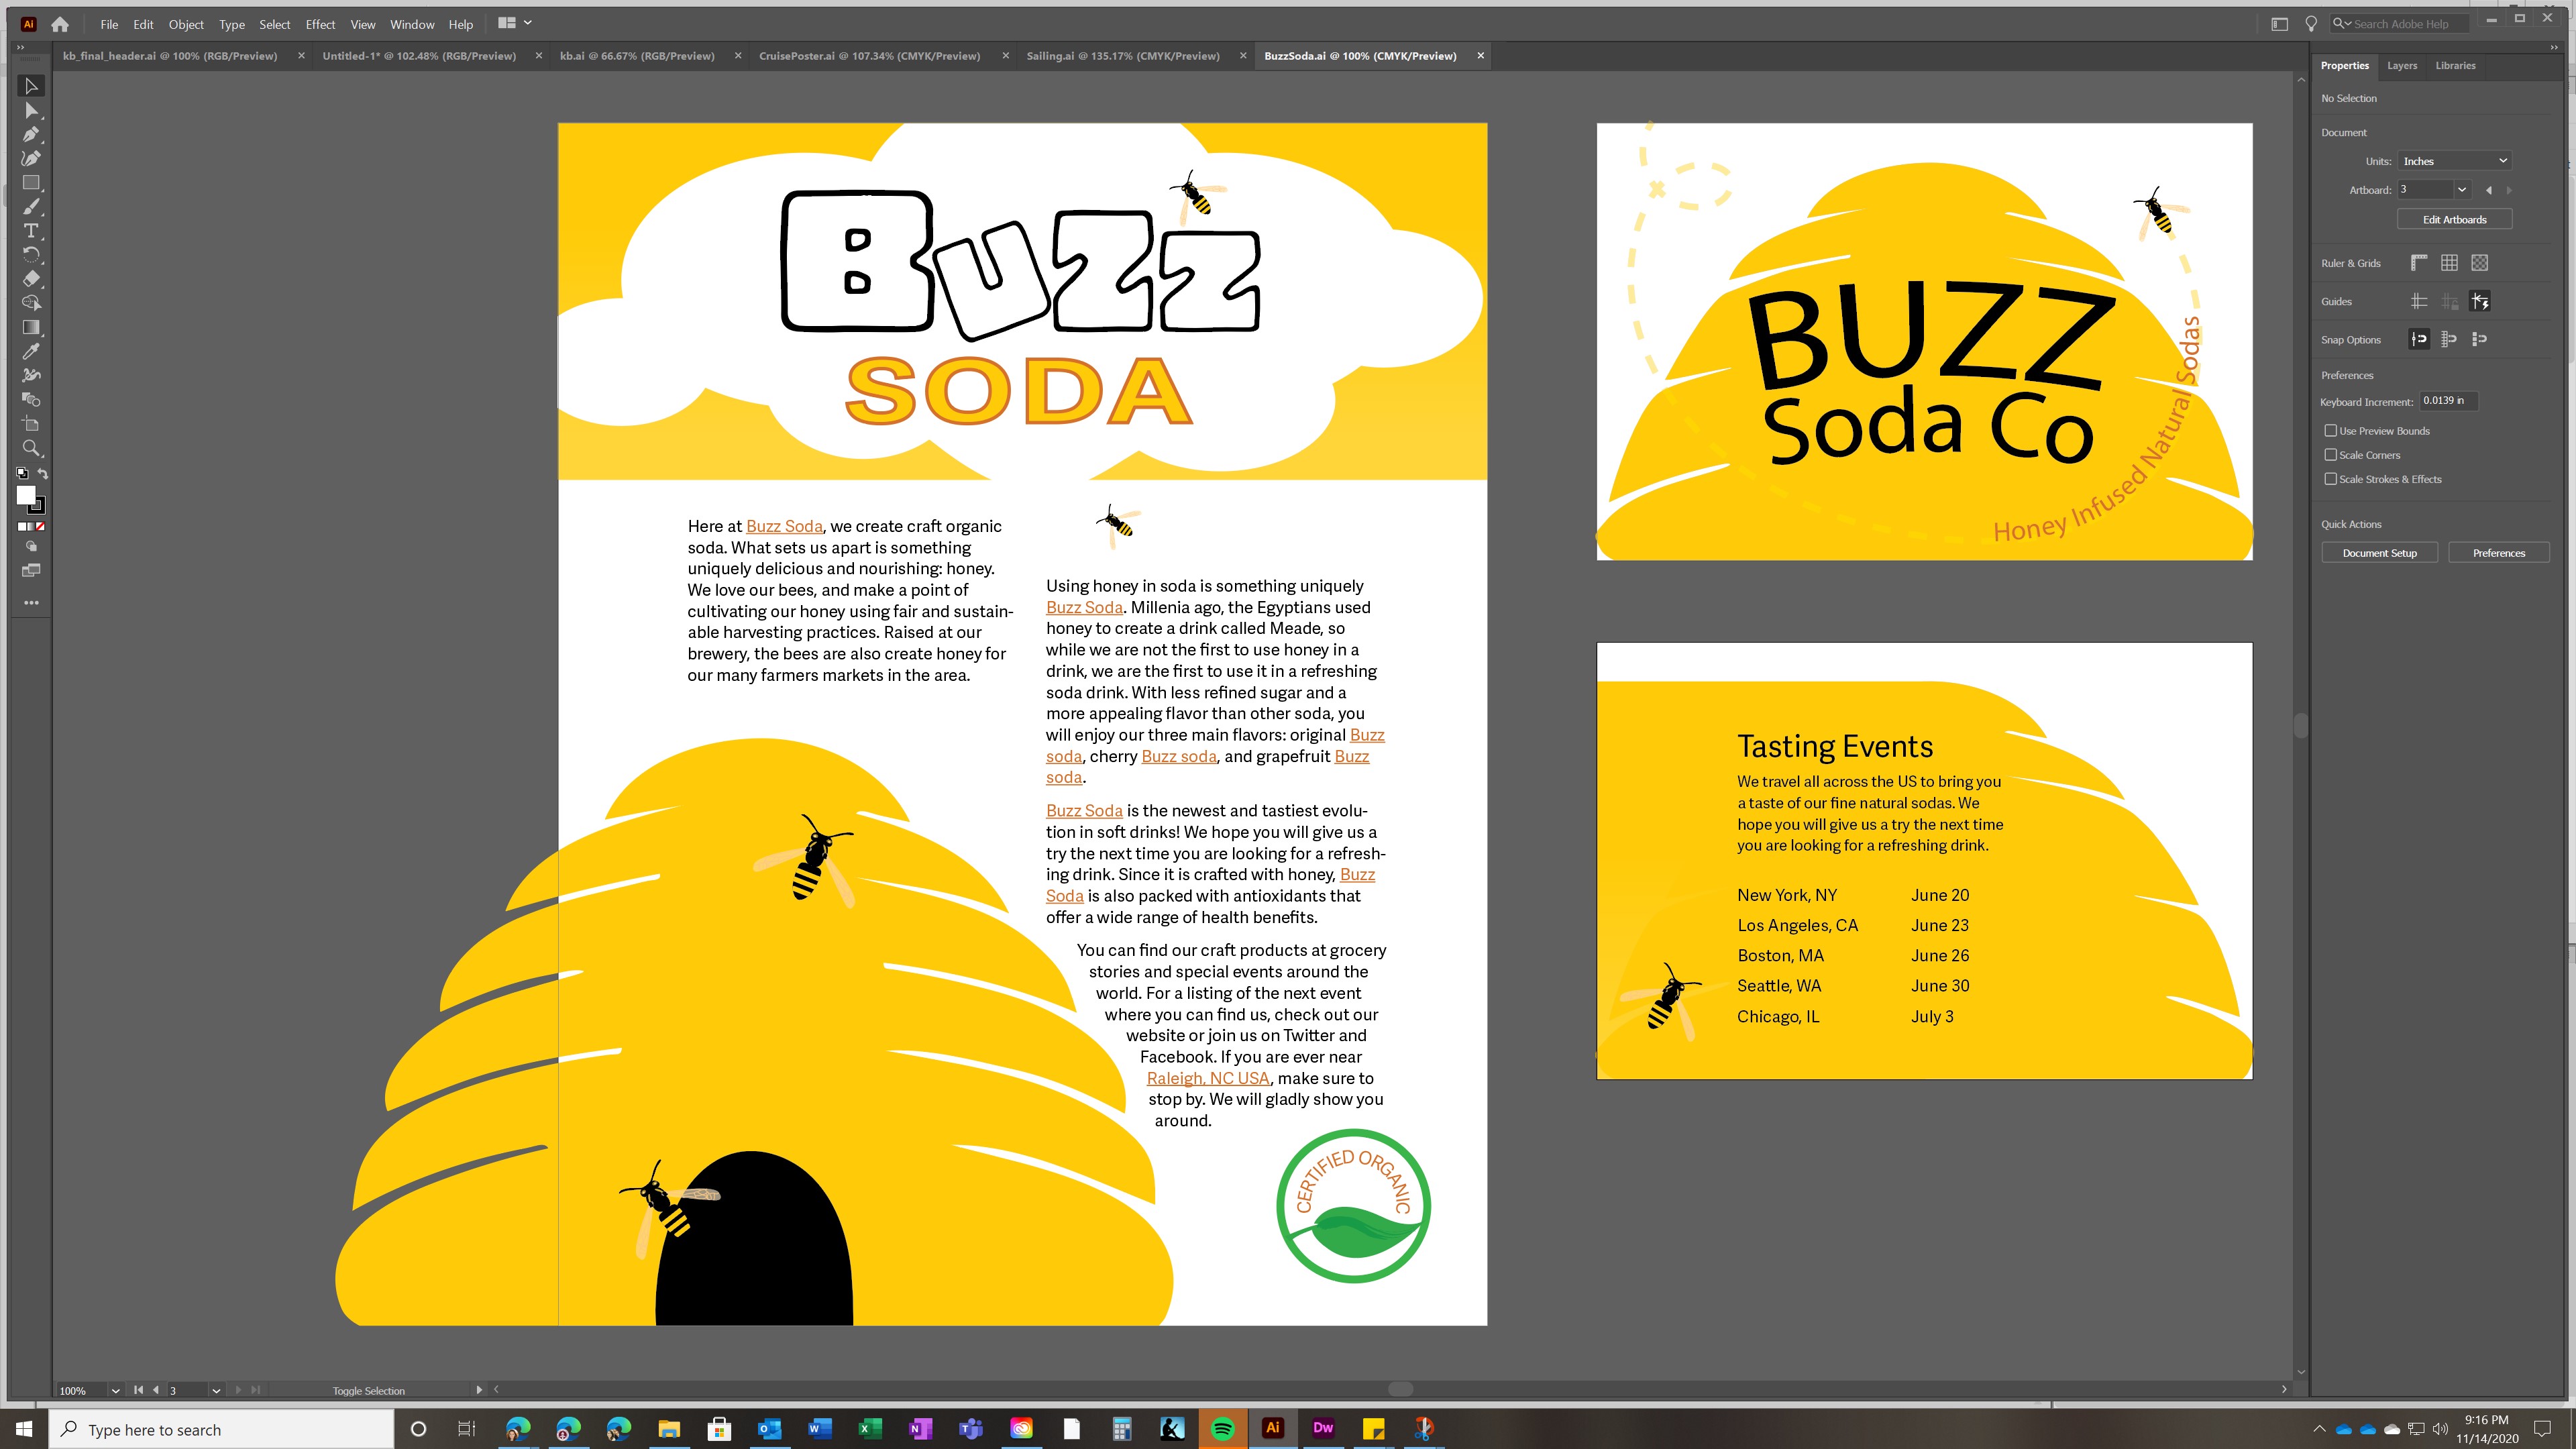 Ai
File Edit Object Type Select Effect View Window Help
Search Adobe Help
kb_final_header.ai @ 100% (RGB/Preview)
Untitled-1* @ 102.48% (RGB/Preview)
kb.ai @ 66.67% (RGB/Preview)
CruisePoster.ai @ 107.34% (CMYK/Preview)
Sailing.ai @ 135.17% (CMYK/Preview)
BuzzSoda.ai @ 100% (CMYK/Preview)
BUZZ
SODA
Here at Buzz Soda, we create craft organic
soda. What sets us apart is something
uniquely delicious and nourishing: honey.
We love our bees, and make a point of
cultivating our honey using fair and sustain-
able harvesting practices. Raised at our
brewery, the bees are also create honey for
our many farmers markets in the area.
Using honey in soda is something uniquely
Buzz Soda. Millenia ago, the Egyptians used
honey to create a drink called Meade, so
while we are not the first to use honey in a
drink, we are the first to use it in a refreshing
soda drink. With less refined sugar and a
more appealing flavor than other soda, you
will enjoy our three main flavors: original Buzz
soda, cherry Buzz soda, and grapefruit Buzz
soda.
Buzz Soda is the newest and tastiest evolu-
tion in soft drinks! We hope you will give us a
try the next time you are looking for a refresh-
ing drink. Since it is crafted with honey, Buzz
Soda is also packed with antioxidants that
offer a wide range of health benefits.
You can find our craft products at grocery
stories and special events around the
world. For a listing of the next event
where you can find us, check out our
website or join us on Twitter and
Facebook. If you are ever near
Raleigh, NC USA, make sure to
stop by. We will gladly show you
around.
CERTIFIED ORGANIC
BUZZ
Soda Co
Honey Infused Natural Sodas
Tasting Events
We travel all across the US to bring you
a taste of our fine natural sodas. We
hope you will give us a try the next time
you are looking for a refreshing drink.
New York, NY June 20
Los Angeles, CA June 23
Boston, MA June 26
Seattle, WA June 30
Chicago, IL July 3
Properties Layers Libraries
No Selection
Document
Units: Inches
Artboard: 3
Edit Artboards
Ruler & Grids
Guides
Snap Options
Preferences
Keyboard Increment: 0.0139 in
Use Preview Bounds
Scale Corners
Scale Strokes & Effects
Quick Actions
Document Setup Preferences
100% 3 Toggle Selection
Type here to search
Ai Dw
9:16 PM
11/14/2020